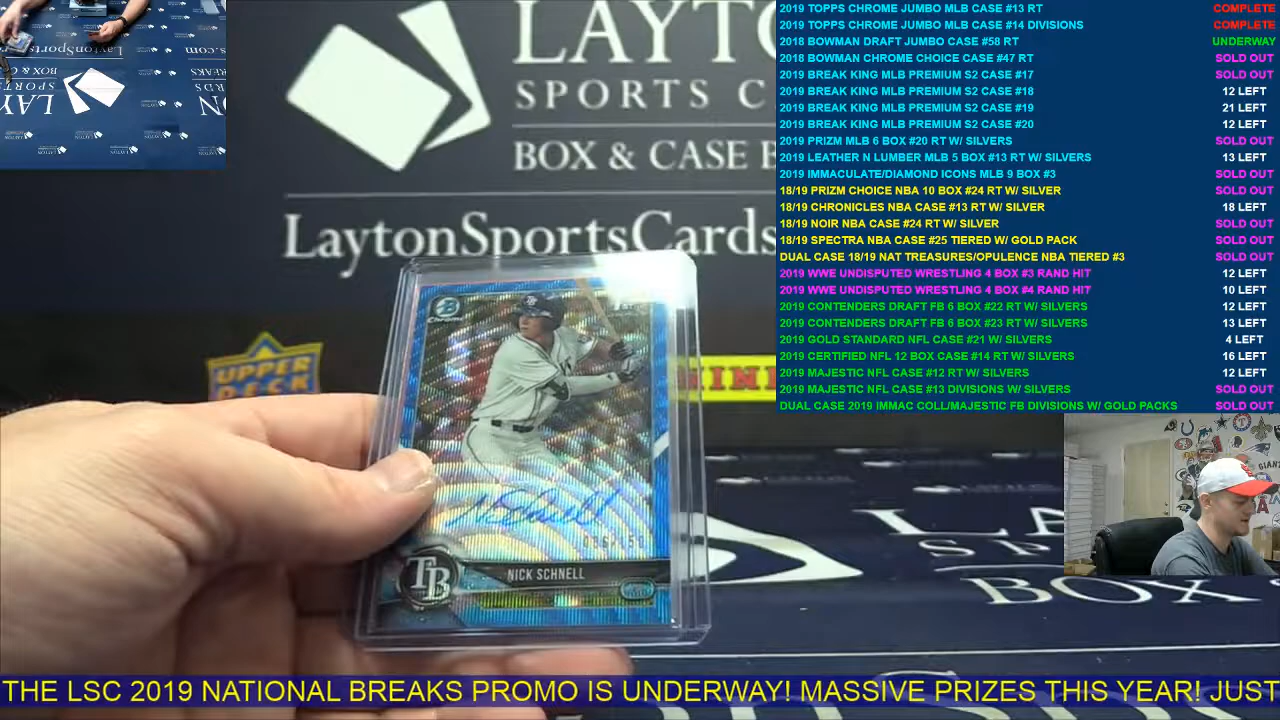 LAYTO
SPORTS C
BOX & CASE B
LaytonSportsCards
2019 TOPPS CHROME JUMBO MLB CASE #13 RT COMPLETE
2019 TOPPS CHROME JUMBO MLB CASE #14 DIVISIONS COMPLETE
2018 BOWMAN DRAFT JUMBO CASE #58 RT UNDERWAY
2018 BOWMAN CHROME CHOICE CASE #47 RT SOLD OUT
2019 BREAK KING MLB PREMIUM S2 CASE #17 SOLD OUT
2019 BREAK KING MLB PREMIUM S2 CASE #18 12 LEFT
2019 BREAK KING MLB PREMIUM S2 CASE #19 21 LEFT
2019 BREAK KING MLB PREMIUM S2 CASE #20 12 LEFT
2019 PRIZM MLB 6 BOX #20 RT W/ SILVERS SOLD OUT
2019 LEATHER N LUMBER MLB 5 BOX #13 RT W/ SILVERS 13 LEFT
2019 IMMACULATE/DIAMOND ICONS MLB 9 BOX #3 SOLD OUT
18/19 PRIZM CHOICE NBA 10 BOX #24 RT W/ SILVER SOLD OUT
18/19 CHRONICLES NBA CASE #13 RT W/ SILVER 18 LEFT
18/19 NOIR NBA CASE #24 RT W/ SILVER SOLD OUT
18/19 SPECTRA NBA CASE #25 TIERED W/ GOLD PACK SOLD OUT
DUAL CASE 18/19 NAT TREASURES/OPULENCE NBA TIERED #3 SOLD OUT
2019 WWE UNDISPUTED WRESTLING 4 BOX #3 RAND HIT 12 LEFT
2019 WWE UNDISPUTED WRESTLING 4 BOX #4 RAND HIT 10 LEFT
2019 CONTENDERS DRAFT FB 6 BOX #22 RT W/ SILVERS 12 LEFT
2019 CONTENDERS DRAFT FB 6 BOX #23 RT W/ SILVERS 13 LEFT
2019 GOLD STANDARD NFL CASE #21 W/ SILVERS 4 LEFT
2019 CERTIFIED NFL 12 BOX CASE #14 RT W/ SILVERS 16 LEFT
2019 MAJESTIC NFL CASE #12 RT W/ SILVERS 12 LEFT
2019 MAJESTIC NFL CASE #13 DIVISIONS W/ SILVERS SOLD OUT
DUAL CASE 2019 IMMAC COLL/MAJESTIC FB DIVISIONS W/ GOLD PACKS SOLD OUT
UPPER
DECK
Chrome
TB
NICK SCHNELL
LA
SP
BOX
THE LSC 2019 NATIONAL BREAKS PROMO IS UNDERWAY! MASSIVE PRIZES THIS YEAR! JUST